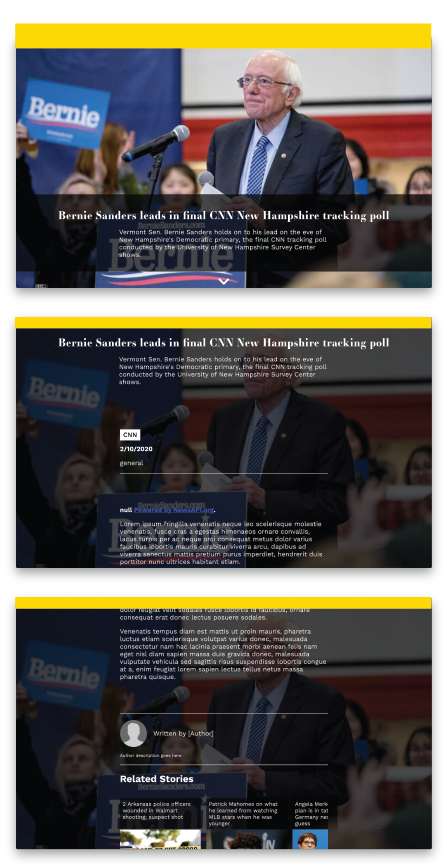 Bernie
Bernie Sanders leads in final CNN New Hampshire tracking poll
BernieSanders.com
Vermont Sen. Bernie Sanders holds on to his lead on the eve of
New Hampshire's Democratic primary, the final CNN tracking poll
conducted by the University of New Hampshire Survey Center
shows.
Bernie
Bernie Sanders leads in final CNN New Hampshire tracking poll
Vermont Sen. Bernie Sanders holds on to his lead on the eve of
New Hampshire's Democratic primary, the final CNN tracking poll
conducted by the University of New Hampshire Survey Center
shows.
Bernie
CNN
2/10/2020
general
BernieSanders.com
null Powered by NewsAPI.org.
Lorem ipsum fringilla venenatis neque leo scelerisque molestie
venenatis, fusce cras a egestas himenaeos ornare convallis,
lacus turpis per ac neque orci consequat metus dolor varius
faucibus lobortis mauris curabitur viverra arcu, dapibus ad
viverra senectus mattis pretium purus imperdiet, hendrerit duis
porttitor nunc ultrices habitant etiam.
dolor feugiat velit sodales fusce lobortis id faucibus, ornare
consequat erat donec lectus posuere sodales.
Venenatis tempus diam est mattis ut proin mauris, pharetra
luctus etiam scelerisque volutpat varius donec, malesuada
consectetur nam hac lacinia praesent morbi aenean felis nam
eget nisl diam sapien massa duis gravida donec, malesuada
vulputate vehicula sed sagittis risus suspendisse lobortis congue
at a, enim feugiat lorem sapien lectus tellus netus massa
pharetra quisque.
Bernie
Written by [Author]
Author description goes here
Related Stories
BernieSanders.com
2 Arkansas police officers
wounded in Walmart
shooting; suspect shot
Patrick Mahomes on what
he learned from watching
MLB stars when he was
younger
Angela Merk
plan is in tat
Germany nex
guess